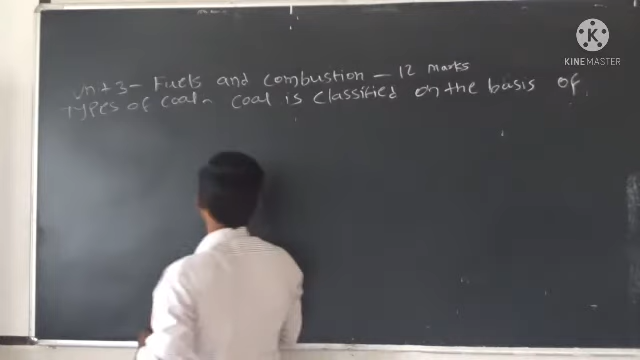 Unit 3 - Fuels and combustion - 12 marks
Types of coal - coal is classified on the basis of
KINEMASTER